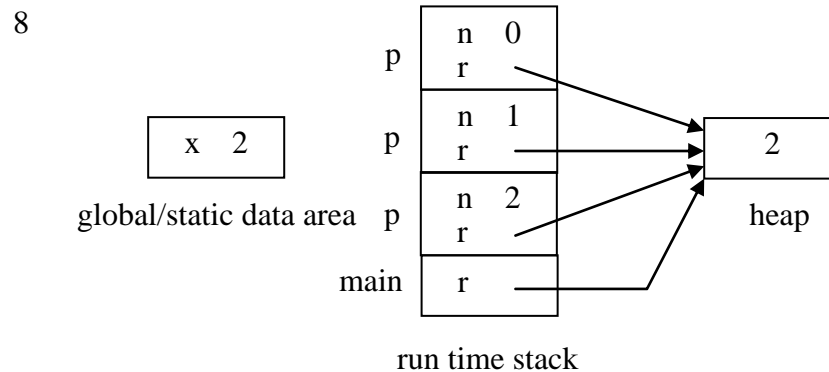 8
p
n 0
r
p
n 1
r
x 2
2
global/static data area
p
n 2
r
heap
main
r
run time stack